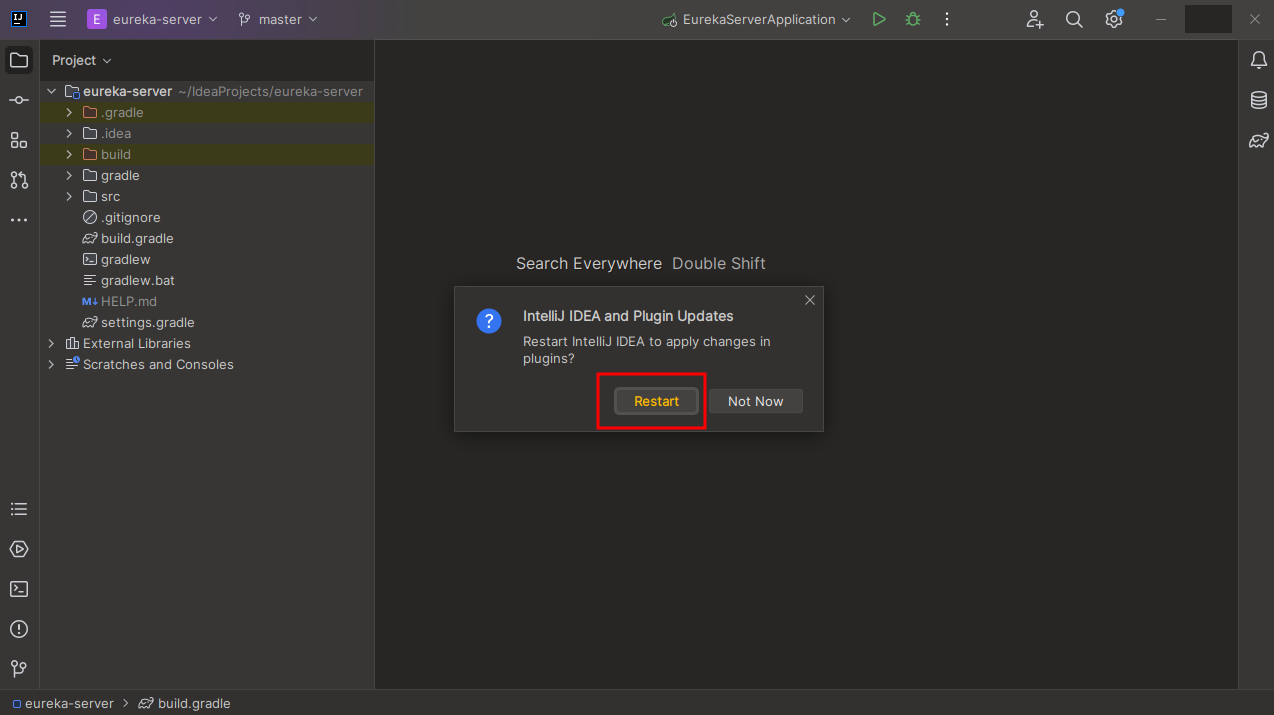 IJ
E eureka-server
master
EurekaServerApplication
Project
eureka-server ~/IdeaProjects/eureka-server
.gradle
.idea
build
gradle
src
.gitignore
build.gradle
gradlew
gradlew.bat
M↓ HELP.md
settings.gradle
External Libraries
Scratches and Consoles
Search Everywhere Double Shift
?
IntelliJ IDEA and Plugin Updates
Restart IntelliJ IDEA to apply changes in
plugins?
Restart Not Now
eureka-server > build.gradle